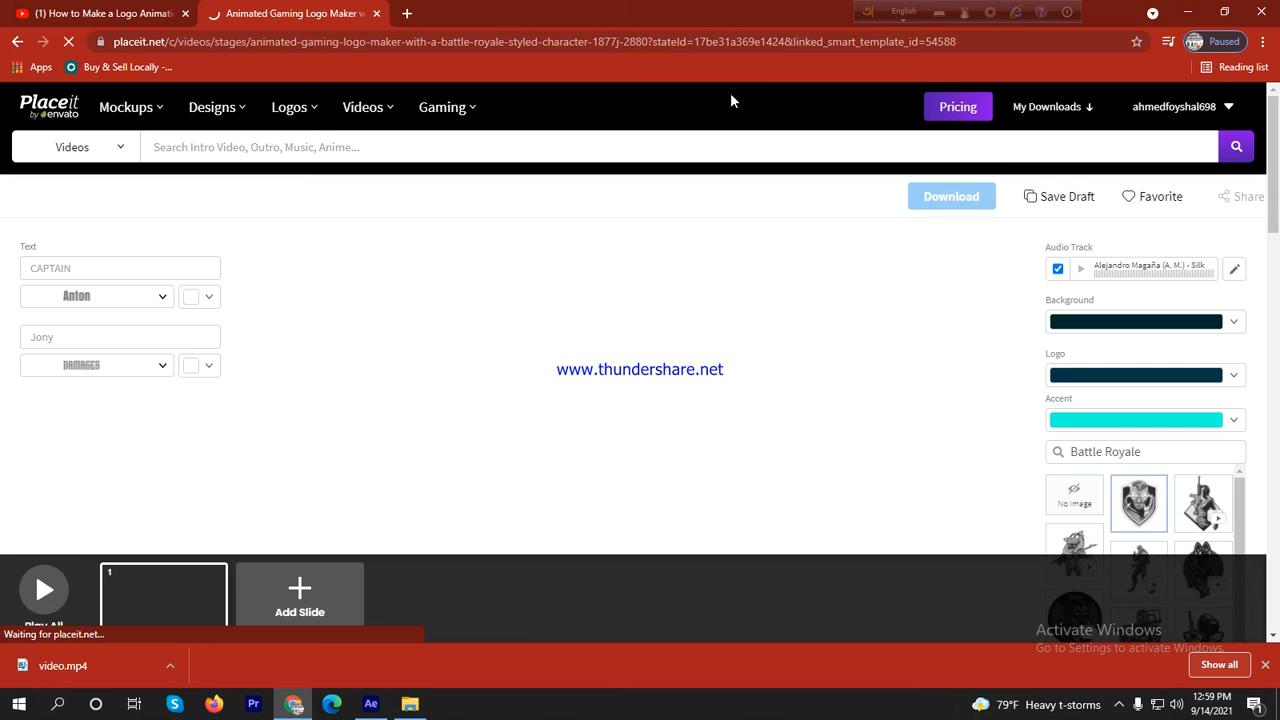 (1) How to Make a Logo Animatic
Animated Gaming Logo Maker w
English
placeit.net/c/videos/stages/animated-gaming-logo-maker-with-a-battle-royale-styled-character-1877j-2880?stateId=17be31a369e1424&linked_smart_template_id=54588
Paused
Apps
Buy & Sell Locally -...
Reading list
Placeit
by envato
Mockups
Designs
Logos
Videos
Gaming
Pricing
My Downloads
ahmedfoyshal698
Videos
Search Intro Video, Outro, Music, Anime...
Download
Save Draft
Favorite
Share
Text
CAPTAIN
Anton
Jony
DAMAGES
Audio Track
Alejandro Magaña (A. M.) - Silk
Background
Logo
Accent
Battle Royale
No Image
www.thundershare.net
1
Play All
Add Slide
Waiting for placeit.net...
Activate Windows
Go to Settings to activate Windows.
video.mp4
Show all
Pr
Ae
79°F Heavy t-storms
12:59 PM
9/14/2021
1